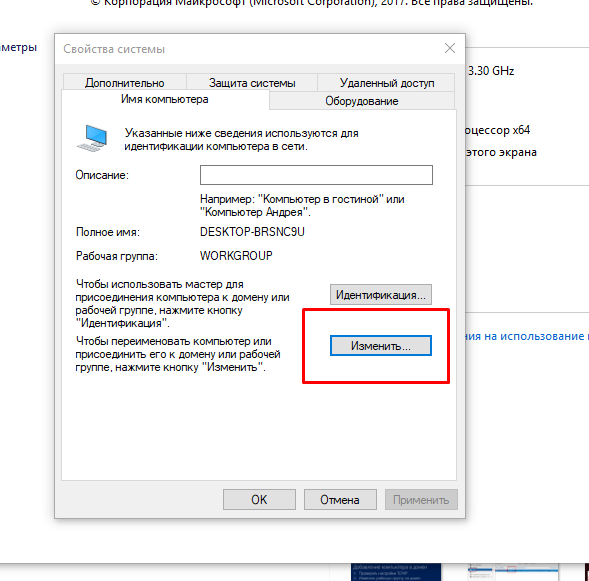 © Корпорация Майкрософт (Microsoft Corporation), 2017. Все права защищены.
аметры
Свойства системы
3.30 GHz
Дополнительно
Защита системы
Удаленный доступ
Имя компьютера
Оборудование
Указанные ниже сведения используются для
идентификации компьютера в сети.
оцессор x64
этого экрана
Описание:
Например: "Компьютер в гостиной" или
"Компьютер Андрея".
Полное имя:
DESKTOP-BRSNC9U
Рабочая группа:
WORKGROUP
Чтобы использовать мастер для
присоединения компьютера к домену или
рабочей группе, нажмите кнопку
"Идентификация".
Идентификация...
Чтобы переименовать компьютер или
присоединить его к домену или рабочей
группе, нажмите кнопку "Изменить".
Изменить...
ния на использование
OK
Отмена
Применить